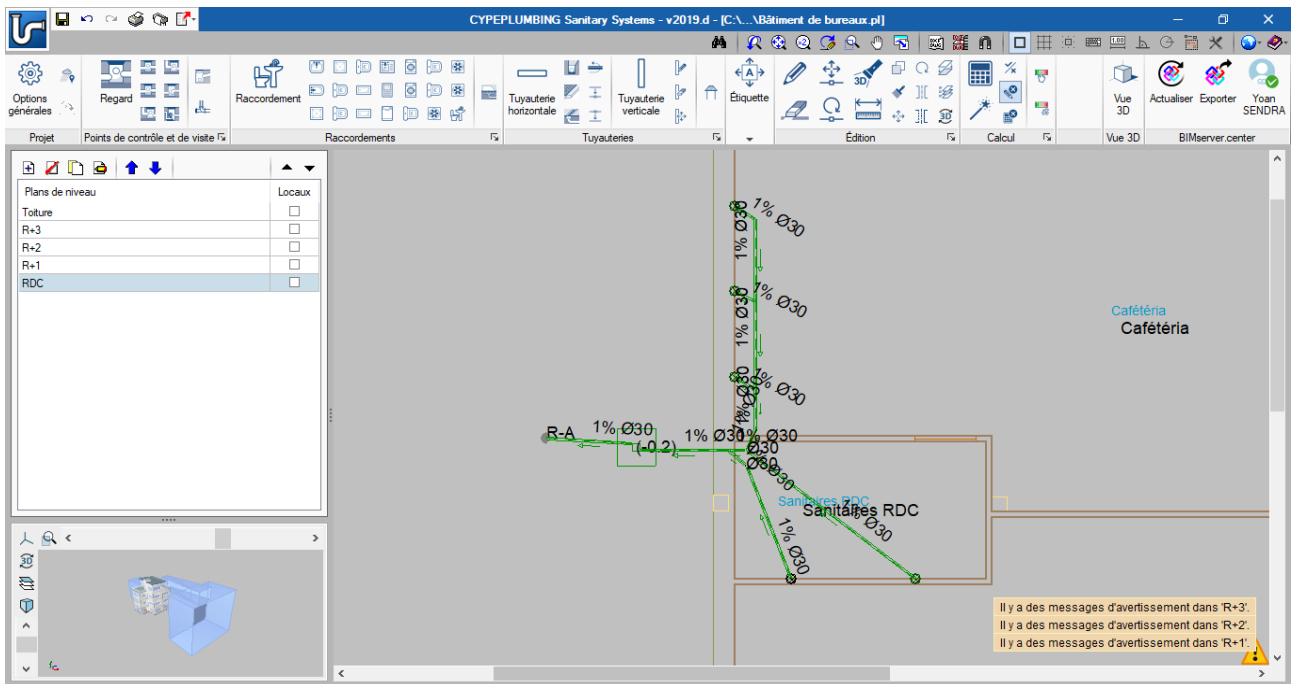 CYPEPLUMBING Sanitary Systems - v2019.d - [C:\...\Bâtiment de bureaux.pl]
Options générales
Regard
Raccordement
Tuyauterie horizontale
Tuyauterie verticale
Étiquette
3D
Vue 3D
Actualiser
Exporter
Yoan SENDRA
Projet
Points de contrôle et de visite
Raccordements
Tuyauteries
Édition
Calcul
Vue 3D
BIMserver.center
Plans de niveau
Locaux
Toiture
R+3
R+2
R+1
RDC
3D
1% Ø30
1% Ø30
1% Ø30
1% Ø30
1% Ø30
Cafétéria
Cafétéria
R-A
1% Ø30
(-0.2)
1% Ø30
1% Ø30
Ø30
Ø30
Sanitaires RDC
Sanitaires RDC
1% Ø30
1% Ø30
Il y a des messages d'avertissement dans 'R+3'.
Il y a des messages d'avertissement dans 'R+2'.
Il y a des messages d'avertissement dans 'R+1'.